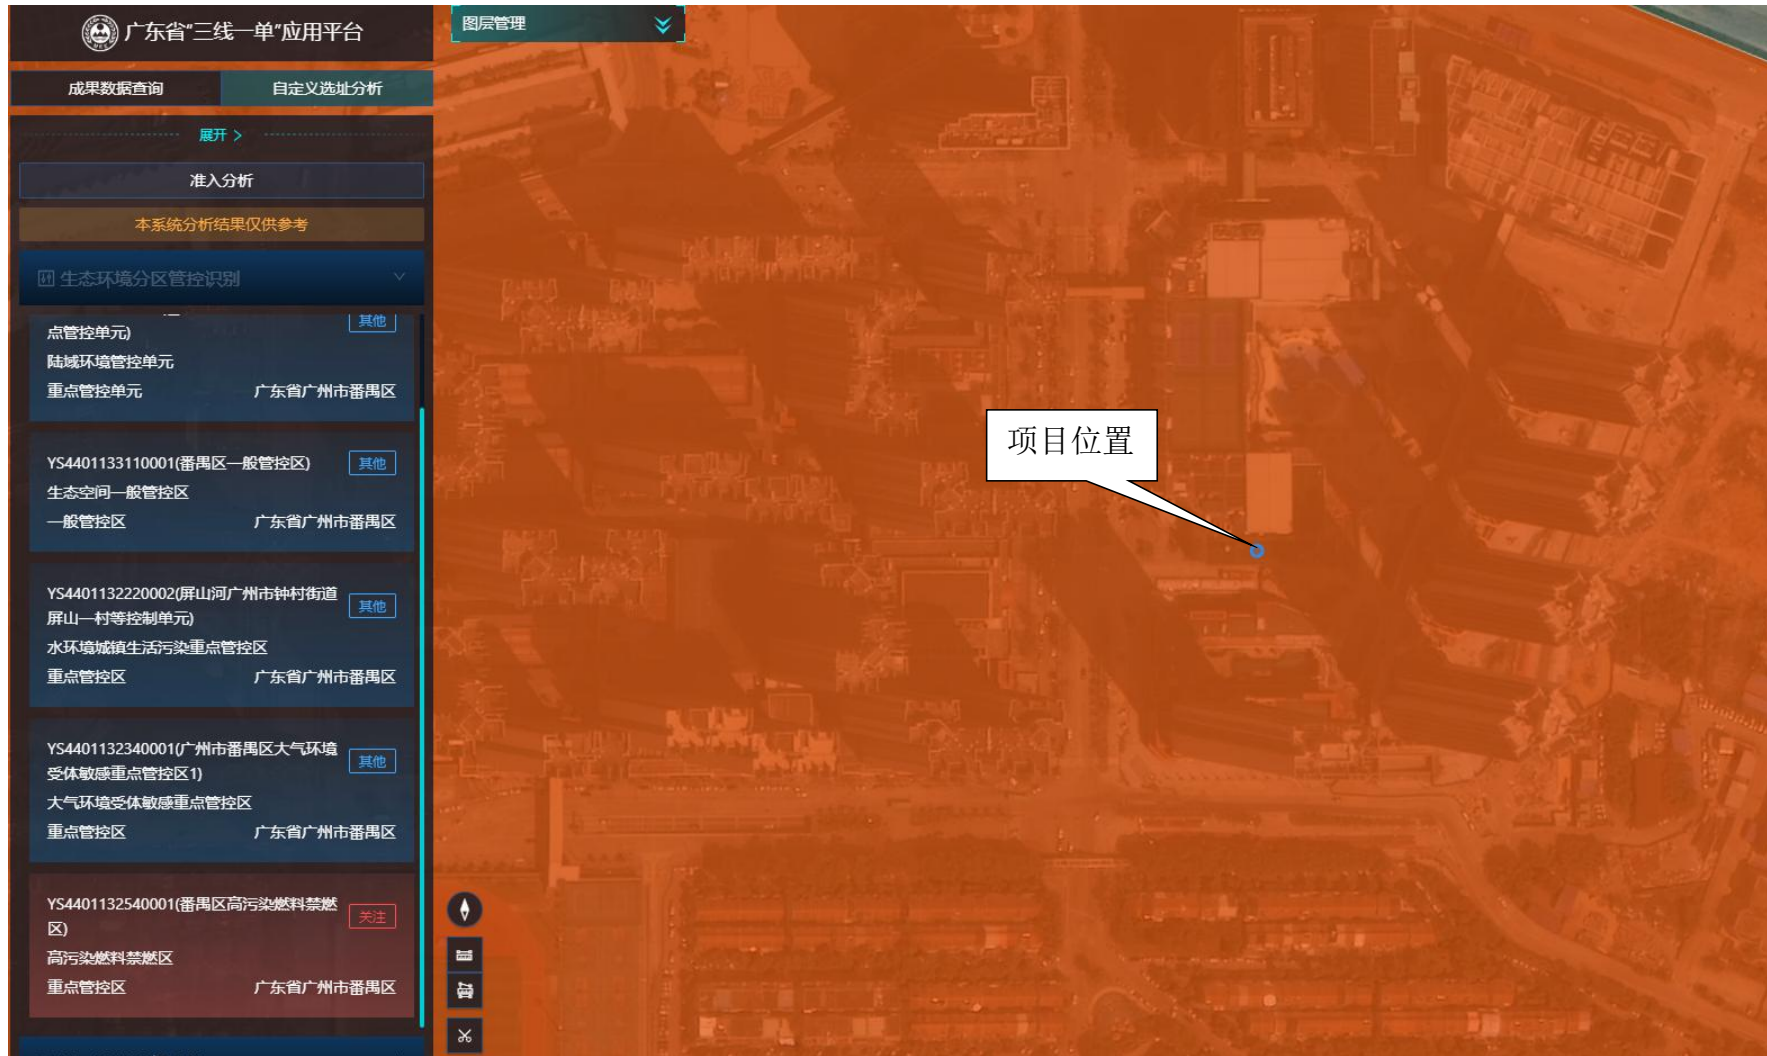 广东省"三线一单"应用平台
图层管理
成果数据查询
自定义选址分析
展开 >
准入分析
本系统分析结果仅供参考
生态环境分区管控识别
点管控单元)
其他
陆域环境管控单元
重点管控单元
广东省广州市番禺区
YS4401133110001(番禺区一般管控区)
其他
生态空间一般管控区
一般管控区
广东省广州市番禺区
YS4401132220002(屏山河广州市钟村街道
屏山一村等控制单元)
其他
水环境城镇生活污染重点管控区
重点管控区
广东省广州市番禺区
YS4401132340001(广州市番禺区大气环境
受体敏感重点管控区1)
其他
大气环境受体敏感重点管控区
重点管控区
广东省广州市番禺区
YS4401132540001(番禺区高污染燃料禁燃
区)
关注
高污染燃料禁燃区
重点管控区
广东省广州市番禺区
项目位置